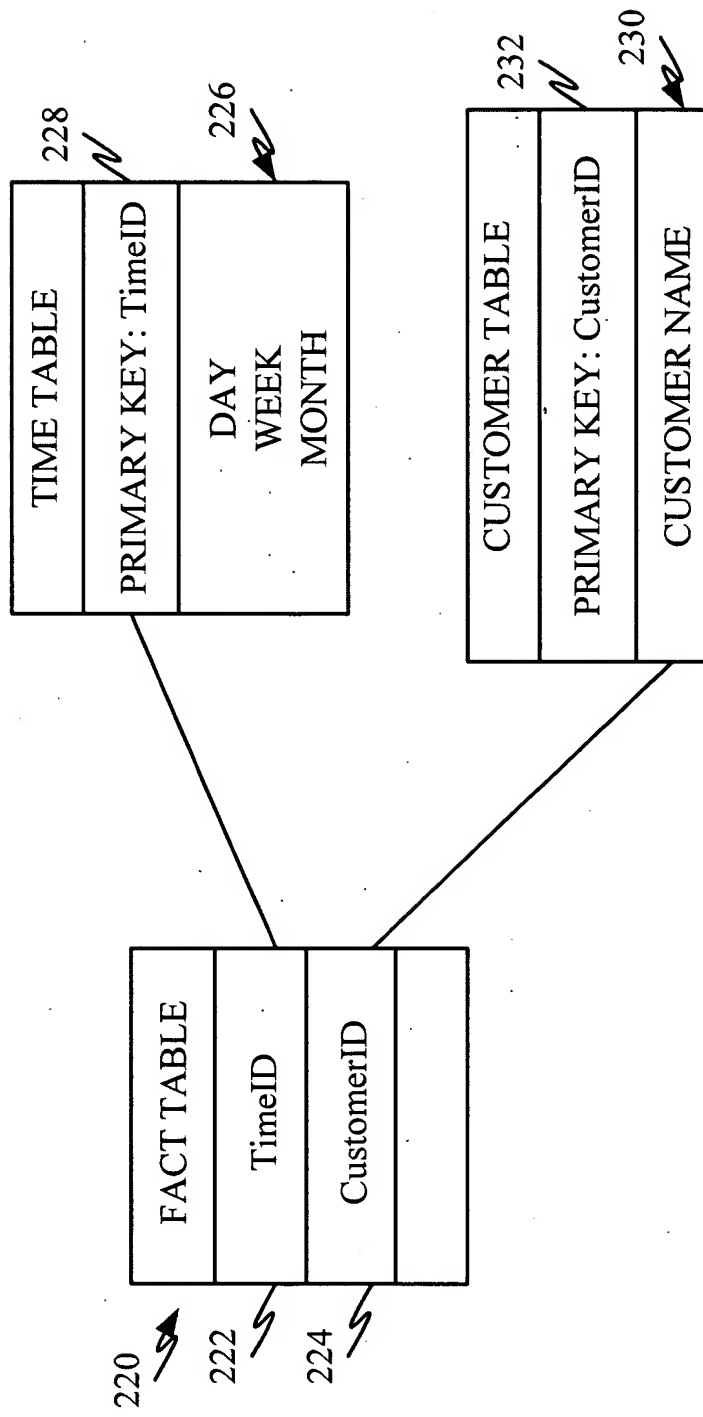 220
FACT TABLE
222
TimeID
224
CustomerID
TIME TABLE
228
PRIMARY KEY: TimeID
226
DAY
WEEK
MONTH
CUSTOMER TABLE
232
PRIMARY KEY: CustomerID
230
CUSTOMER NAME